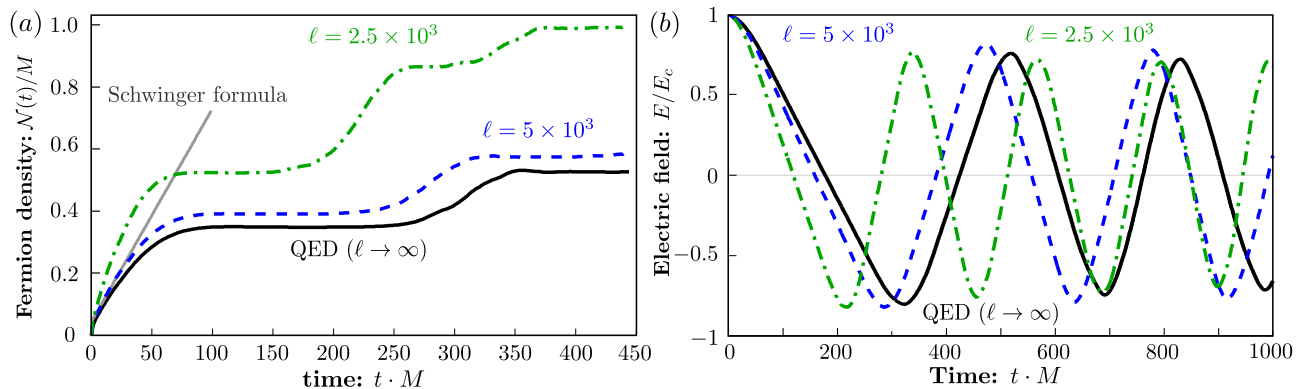 (a)
Fermion density: 𝒩(t)/M
1.0
0.8
0.6
0.4
0.2
0
0 50 100 150 200 250 300 350 400 450
time: t · M
ℓ = 2.5 × 10³
Schwinger formula
ℓ = 5 × 10³
QED (ℓ → ∞)
(b)
Electric field: E/E_c
1
0.5
0
−0.5
−1
0 200 400 600 800 1000
Time: t · M
ℓ = 5 × 10³
ℓ = 2.5 × 10³
QED (ℓ → ∞)